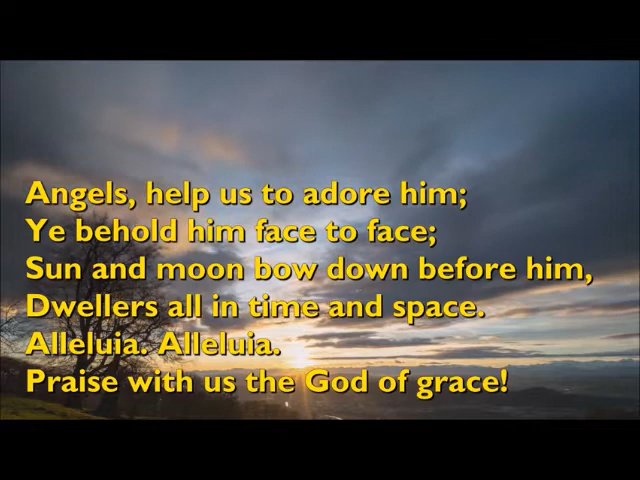 Angels, help us to adore him;
Ye behold him face to face;
Sun and moon bow down before him,
Dwellers all in time and space.
Alleluia. Alleluia.
Praise with us the God of grace!